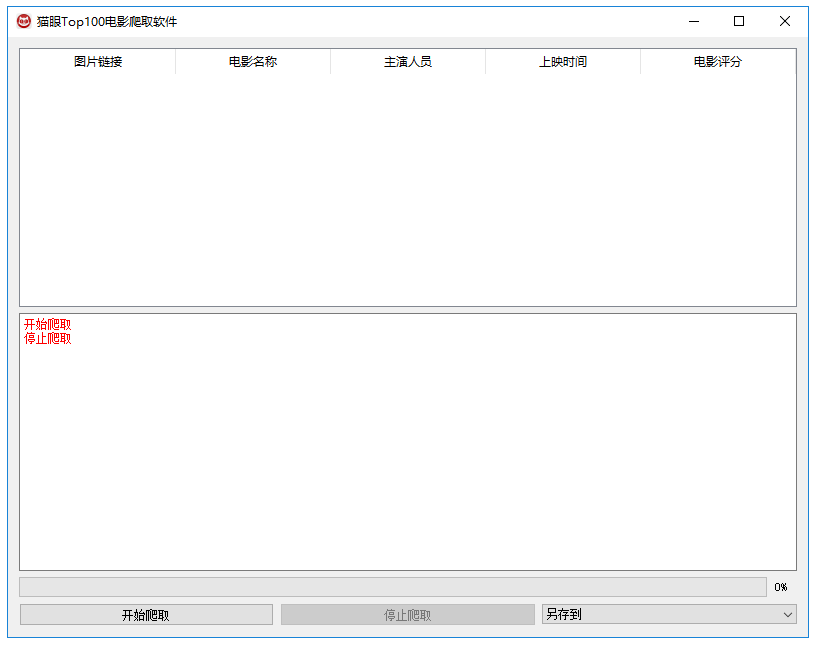 猫眼Top100电影爬取软件
图片链接 电影名称 主演人员 上映时间 电影评分
开始爬取
停止爬取
0%
开始爬取 停止爬取 另存到